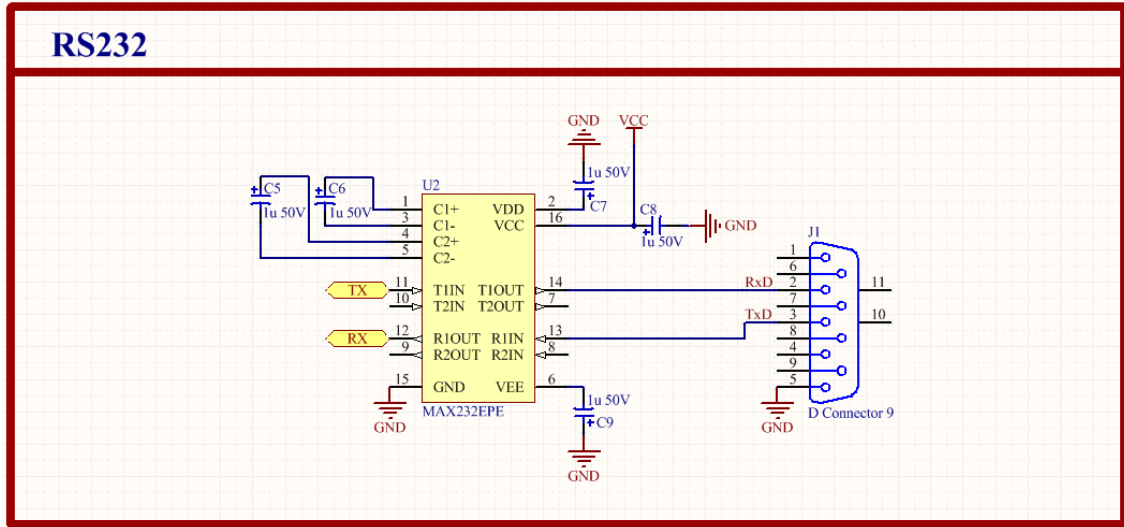 RS232
GND
VCC
1u 50V
C7
C5
C6
1u 50V
1u 50V
U2
1
C1+
VDD
2
3
C1-
VCC
16
4
C2+
5
C2-
C8
1u 50V
GND
11
T1IN
T1OUT
14
10
T2IN
T2OUT
7
TX
12
R1OUT
R1IN
13
9
R2OUT
R2IN
8
RX
15
GND
VEE
6
MAX232EPE
GND
1u 50V
C9
GND
J1
1
6
RxD
2
11
7
TxD
3
10
8
4
9
5
D Connector 9
GND